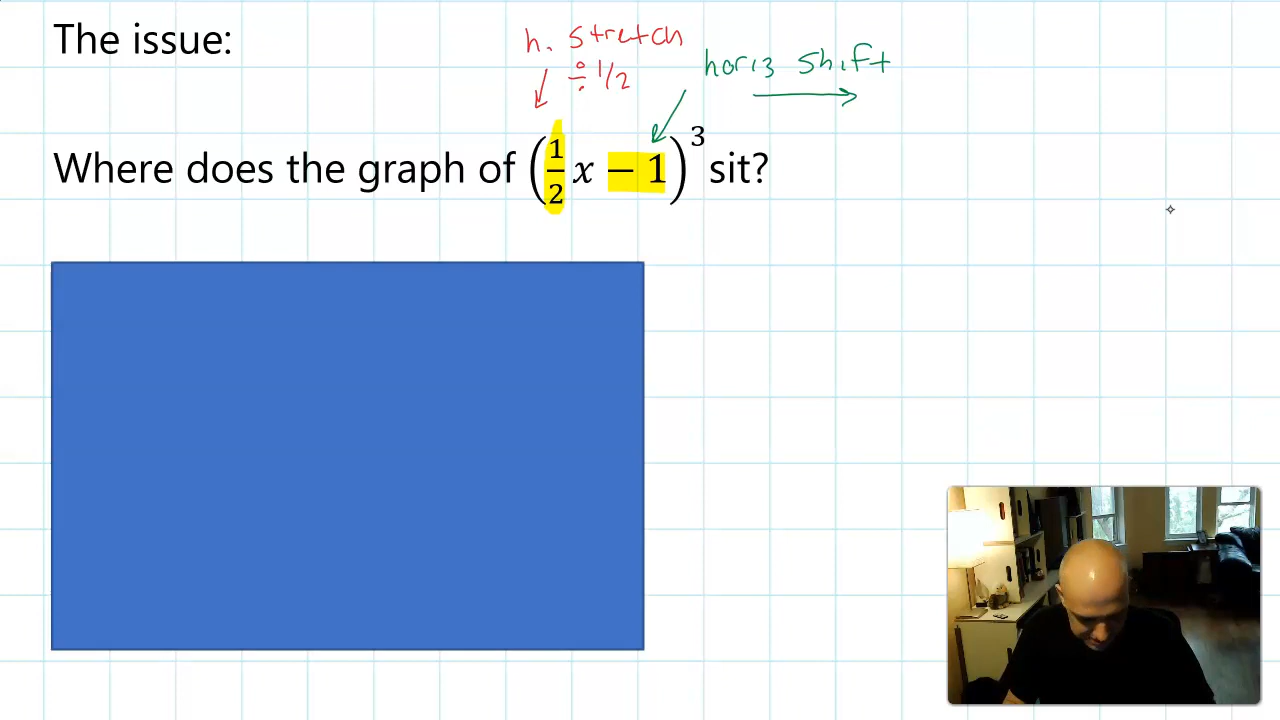 The issue:
h. stretch
÷ 1/2
horiz shift
Where does the graph of (1/2 x − 1)^3 sit?